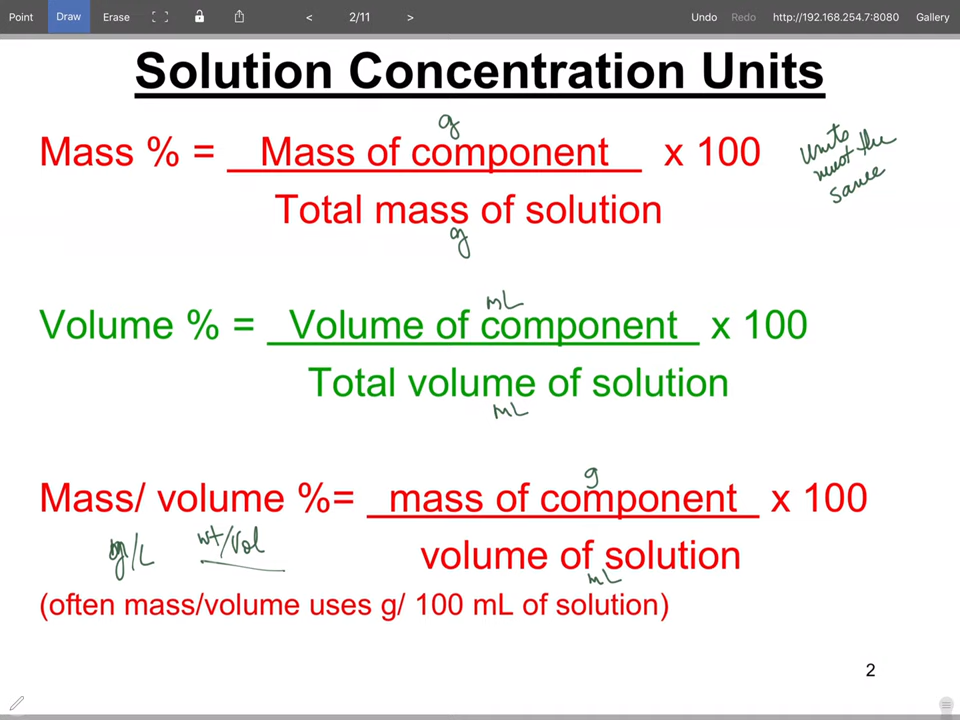 Point Draw Erase < 2/11 > Undo Redo http://192.168.254.7:8080 Gallery
Solution Concentration Units
g
Mass % = Mass of component x 100
Total mass of solution
g
units
must the
same
mL
Volume % = Volume of component x 100
Total volume of solution
mL
g
Mass/ volume %= mass of component x 100
g/L wt/vol
volume of solution
mL
(often mass/volume uses g/ 100 mL of solution)
2